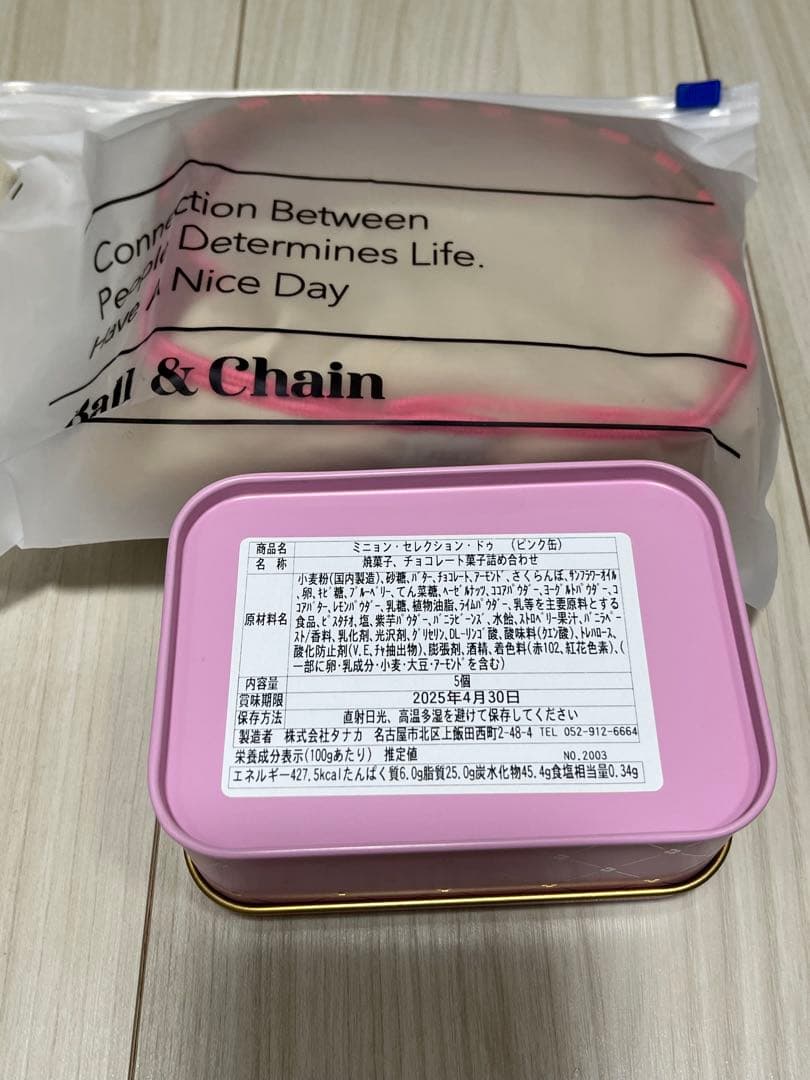 Connection Between
People Determines Life.
Have A Nice Day
Ball & Chain
商品名 ミニョン・セレクション・ドゥ （ピンク缶）
名 称 焼菓子、チョコレート菓子詰め合わせ
小麦粉(国内製造)､砂糖､ﾊﾞﾀｰ､ﾁｮｺﾚｰﾄ､ｱｰﾓﾝﾄﾞ､さくらんぼ､ｻﾝﾌﾗﾜｰｵｲﾙ
､卵､ｷﾋﾞ糖､ﾌﾞﾙｰﾍﾞﾘｰ､てん菜糖､ﾍｰｾﾞﾙﾅｯﾂ､ｺｺｱﾊﾟｳﾀﾞｰ､ﾖｰｸﾞﾙﾄﾊﾟｳﾀﾞｰ､ｺ
ｺｱﾊﾞﾀｰ､ﾚﾓﾝﾊﾟｳﾀﾞｰ､乳糖､植物油脂､ﾗｲﾑﾊﾟｳﾀﾞｰ､乳等を主要原料とする
原材料名 食品､ﾋﾟｽﾀﾁｵ､塩､紫芋ﾊﾟｳﾀﾞｰ､ﾊﾞﾆﾗﾋﾞｰﾝｽﾞ､水飴､ｽﾄﾛﾍﾞﾘｰ果汁､ﾊﾞﾆﾗﾍﾟｰ
ｽﾄ/香料､乳化剤､光沢剤､ｸﾞﾘｾﾘﾝ､DL-ﾘﾝｺﾞ酸､酸味料(ｸｴﾝ酸)､ﾄﾚﾊﾛｰｽ､
酸化防止剤(V.E､ﾁｬ抽出物)､膨張剤､酒精､着色料(赤102､紅花色素)､(
一部に卵･乳成分･小麦･大豆･ｱｰﾓﾝﾄﾞを含む)
内容量 5個
賞味期限 2025年4月30日
保存方法 直射日光、高温多湿を避けて保存してください
製造者 株式会社タナカ 名古屋市北区上飯田西町2-48-4 TEL 052-912-6664
栄養成分表示(100gあたり) 推定値 NO.2003
エネルギー427.5kcalたんぱく質6.0g脂質25.0g炭水化物45.4g食塩相当量0.34g